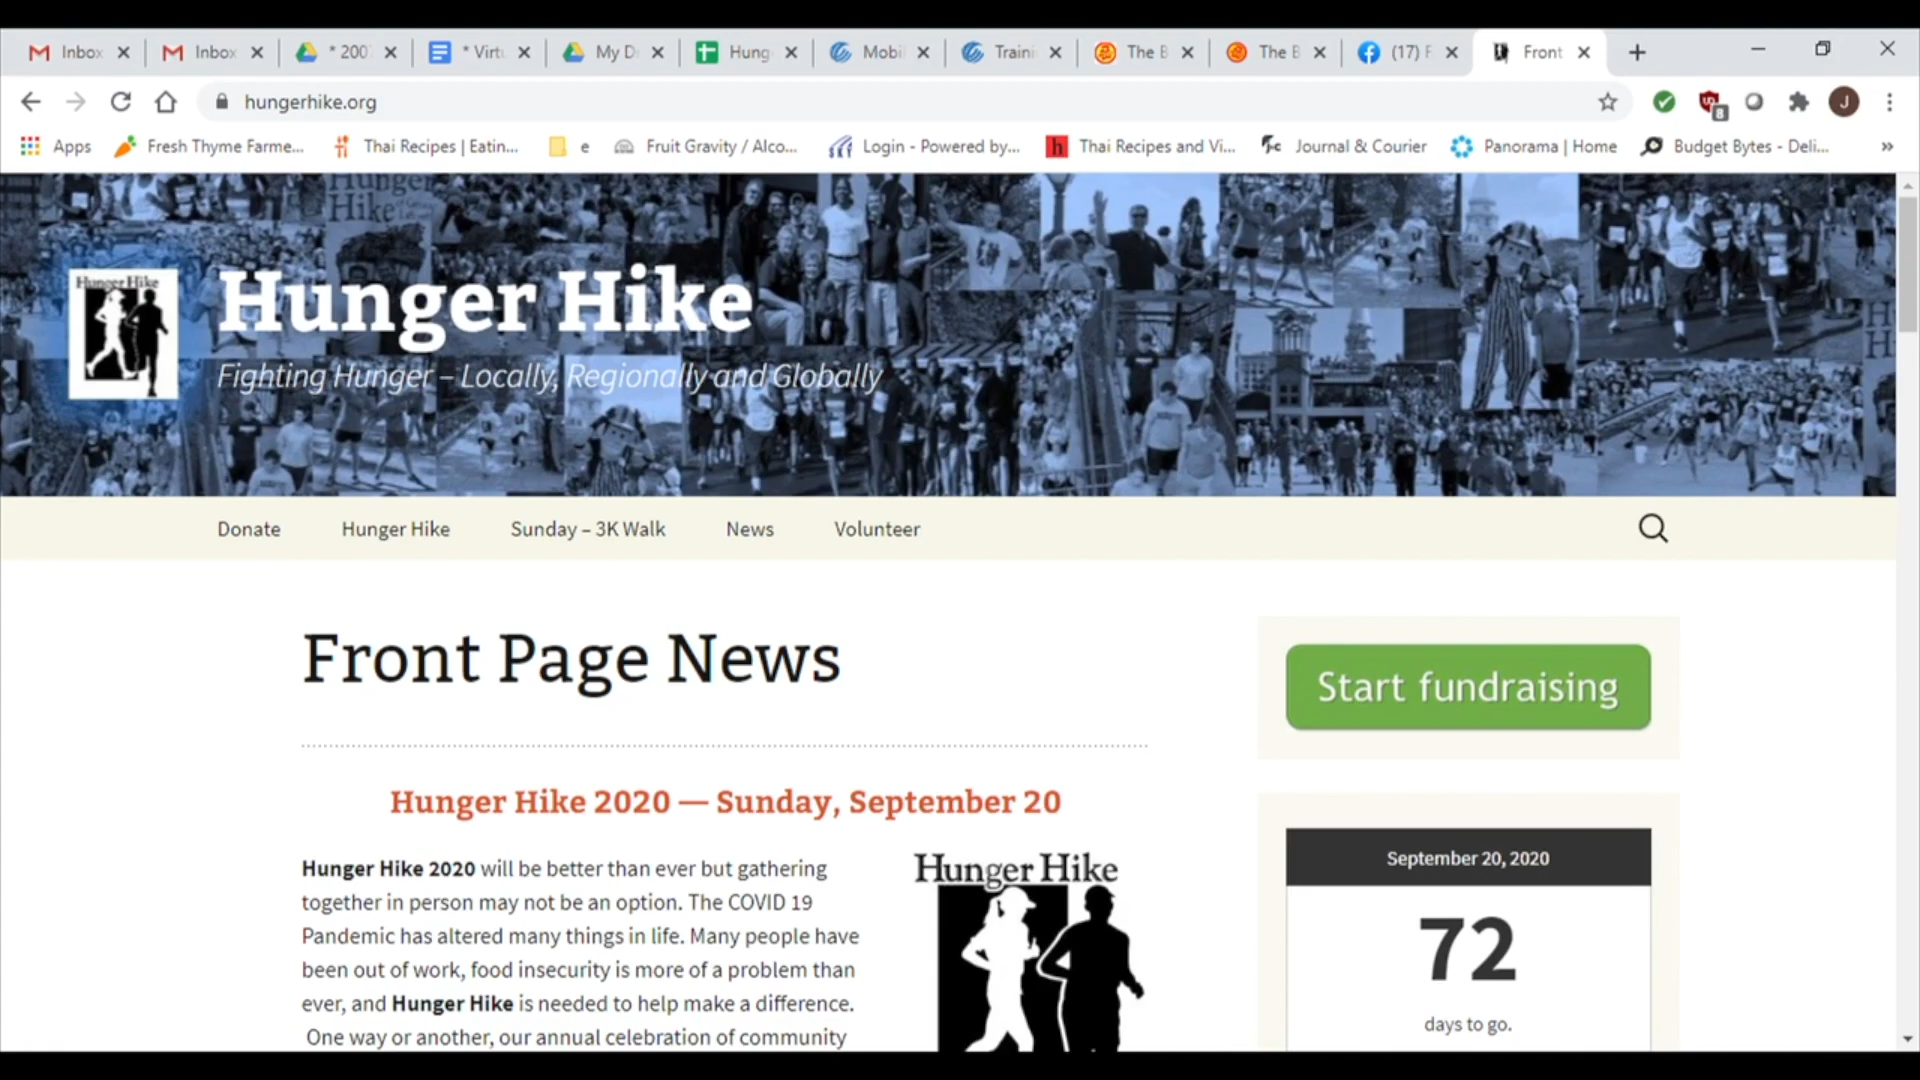 Inbox
Inbox
* 200
* Virtu
My D
Hung
Mobi
Traini
The B
The B
(17) F
Front
hungerhike.org
8
J
Apps
Fresh Thyme Farme...
Thai Recipes | Eatin...
e
Fruit Gravity / Alco...
Login - Powered by...
Thai Recipes and Vi...
Journal & Courier
Panorama | Home
Budget Bytes - Deli...
»
Hunger Hike
Hunger Hike
Hunger Hike
Fighting Hunger – Locally, Regionally and Globally
Donate
Hunger Hike
Sunday – 3K Walk
News
Volunteer
Front Page News
Start fundraising
Hunger Hike 2020 — Sunday, September 20
Hunger Hike 2020 will be better than ever but gathering
together in person may not be an option. The COVID 19
Pandemic has altered many things in life. Many people have
been out of work, food insecurity is more of a problem than
ever, and Hunger Hike is needed to help make a difference.
One way or another, our annual celebration of community
Hunger Hike
September 20, 2020
72
days to go.